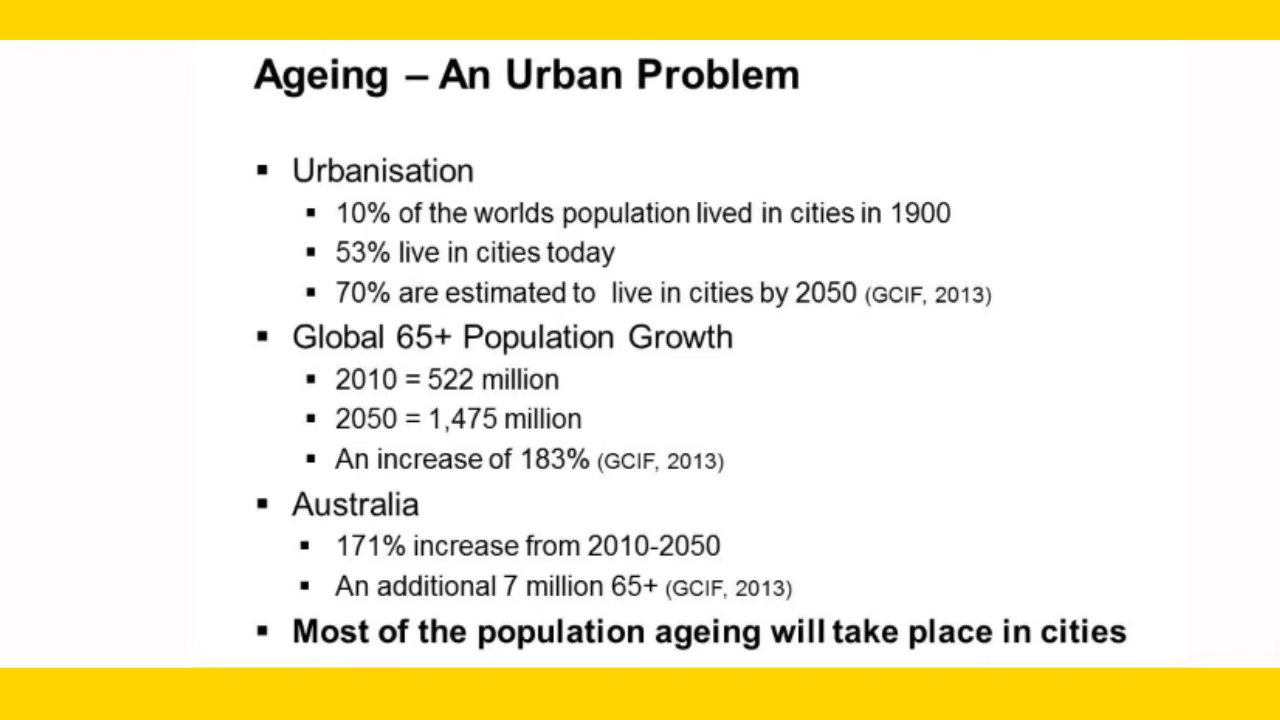 Ageing – An Urban Problem
▪ Urbanisation
▪ 10% of the worlds population lived in cities in 1900
▪ 53% live in cities today
▪ 70% are estimated to live in cities by 2050 (GCIF, 2013)
▪ Global 65+ Population Growth
▪ 2010 = 522 million
▪ 2050 = 1,475 million
▪ An increase of 183% (GCIF, 2013)
▪ Australia
▪ 171% increase from 2010-2050
▪ An additional 7 million 65+ (GCIF, 2013)
▪ Most of the population ageing will take place in cities